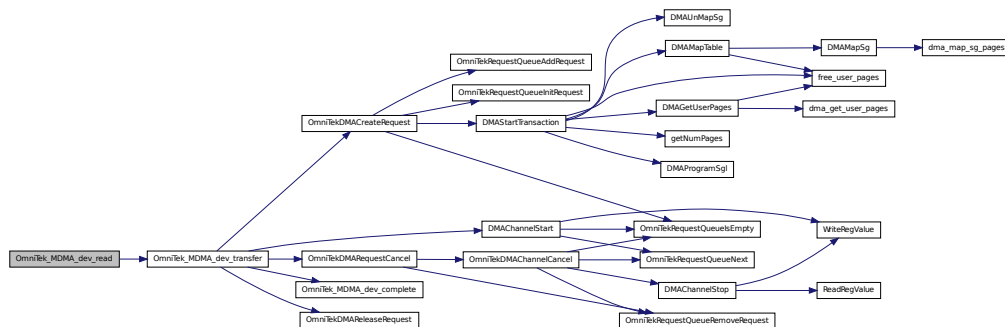 DMAUnMapSg
DMAMapTable
DMAMapSg
dma_map_sg_pages
OmniTekRequestQueueAddRequest
free_user_pages
OmniTekRequestQueueInitRequest
DMAGetUserPages
dma_get_user_pages
OmniTekDMACreateRequest
DMAStartTransaction
getNumPages
DMAProgramSgl
DMAChannelStart
OmniTekRequestQueueIsEmpty
WriteRegValue
OmniTek_MDMA_dev_read
OmniTek_MDMA_dev_transfer
OmniTekDMARequestCancel
OmniTekDMAChannelCancel
OmniTekRequestQueueNext
OmniTek_MDMA_dev_complete
DMAChannelStop
ReadRegValue
OmniTekDMAReleaseRequest
OmniTekRequestQueueRemoveRequest